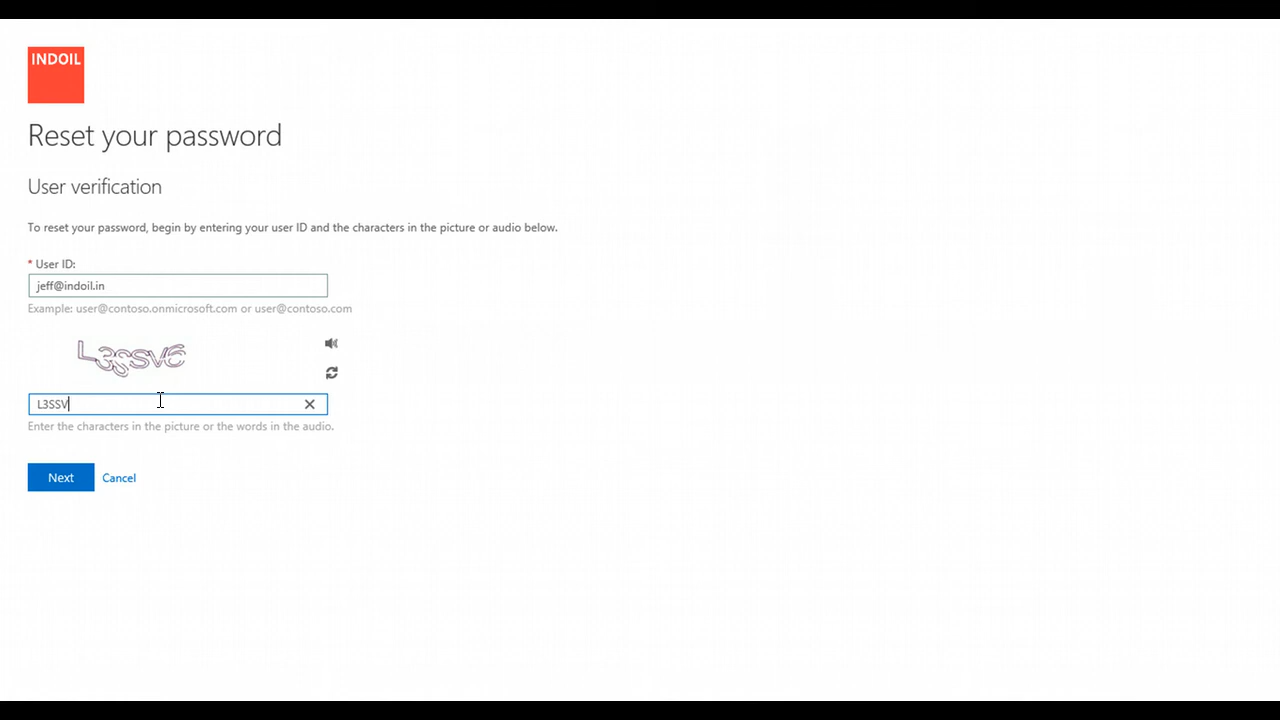 INDOIL
Reset your password
User verification
To reset your password, begin by entering your user ID and the characters in the picture or audio below.
* User ID:
jeff@indoil.in
Example: user@contoso.onmicrosoft.com or user@contoso.com
L3SSV
Enter the characters in the picture or the words in the audio.
Next Cancel